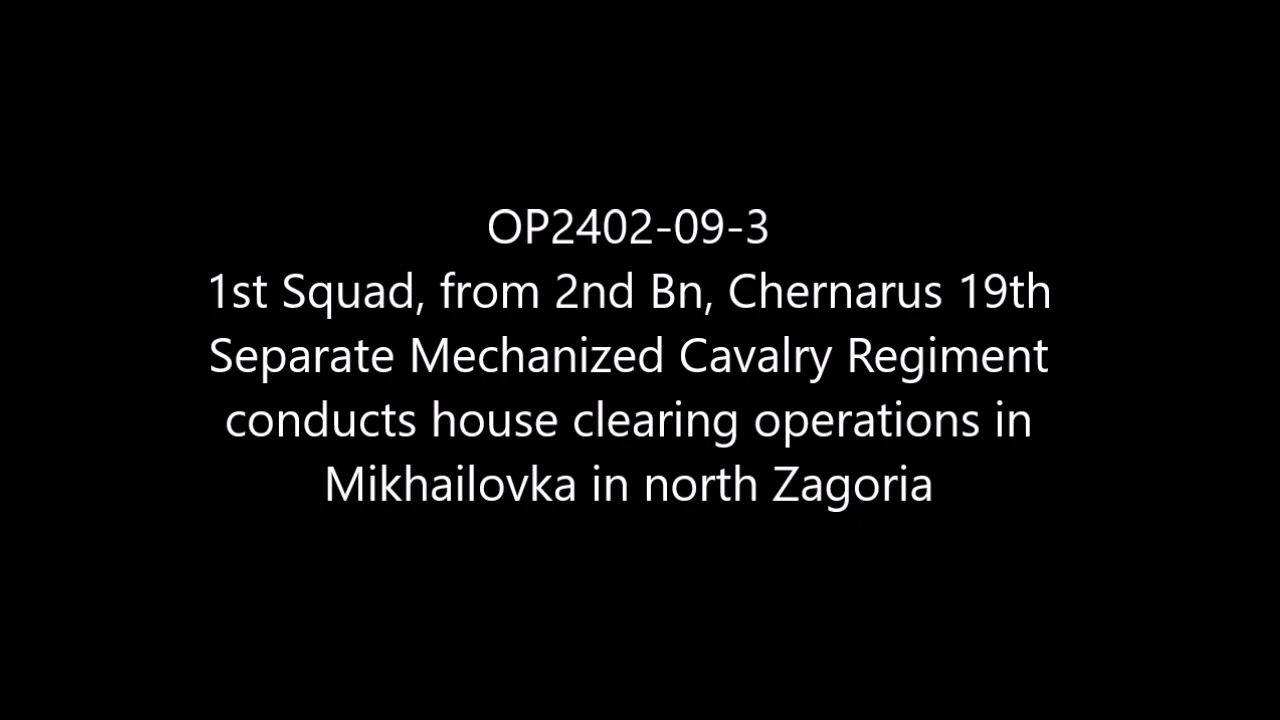 OP2402-09-3
1st Squad, from 2nd Bn, Chernarus 19th
Separate Mechanized Cavalry Regiment
conducts house clearing operations in
Mikhailovka in north Zagoria